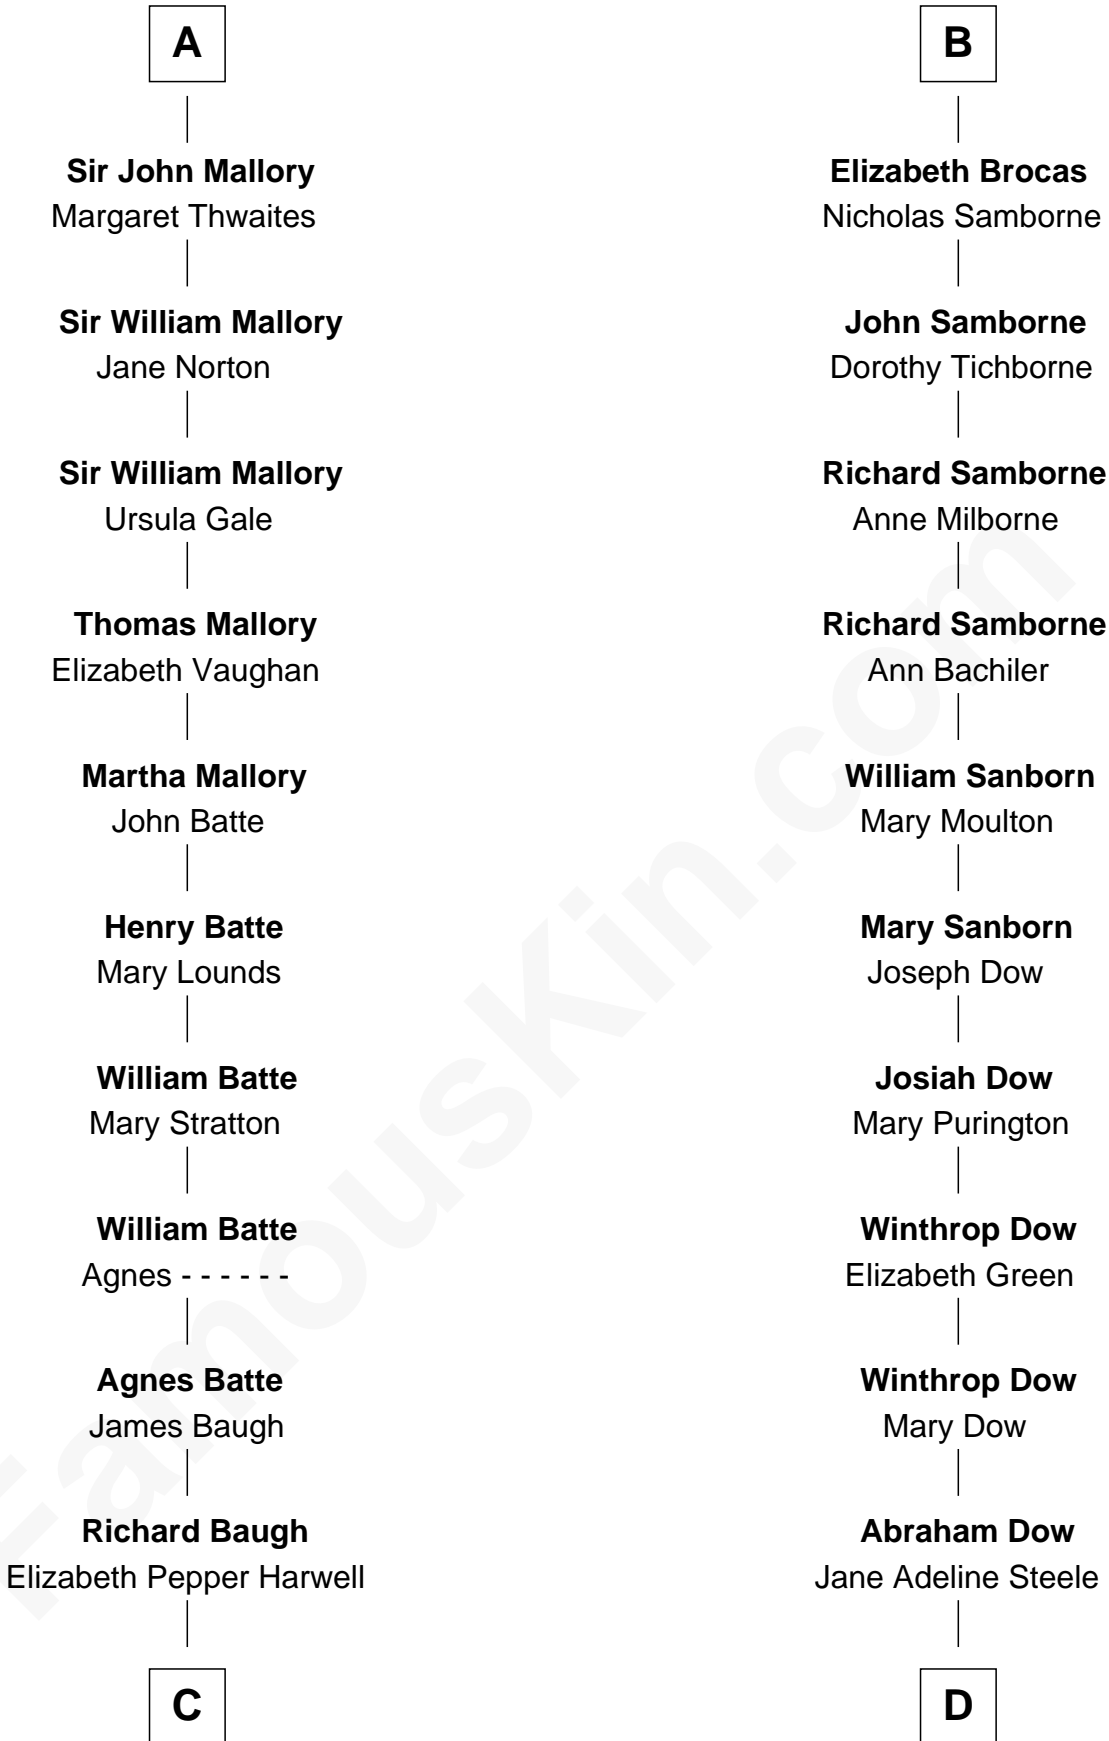 A
Sir John Mallory
Margaret Thwaites
Sir William Mallory
Jane Norton
Sir William Mallory
Ursula Gale
Thomas Mallory
Elizabeth Vaughan
Martha Mallory
John Batte
Henry Batte
Mary Lounds
William Batte
Mary Stratton
William Batte
Agnes - - - - - -
Agnes Batte
James Baugh
Richard Baugh
Elizabeth Pepper Harwell
C
B
Elizabeth Brocas
Nicholas Samborne
John Samborne
Dorothy Tichborne
Richard Samborne
Anne Milborne
Richard Samborne
Ann Bachiler
William Sanborn
Mary Moulton
Mary Sanborn
Joseph Dow
Josiah Dow
Mary Purington
Winthrop Dow
Elizabeth Green
Winthrop Dow
Mary Dow
Abraham Dow
Jane Adeline Steele
D
FamousKin.com